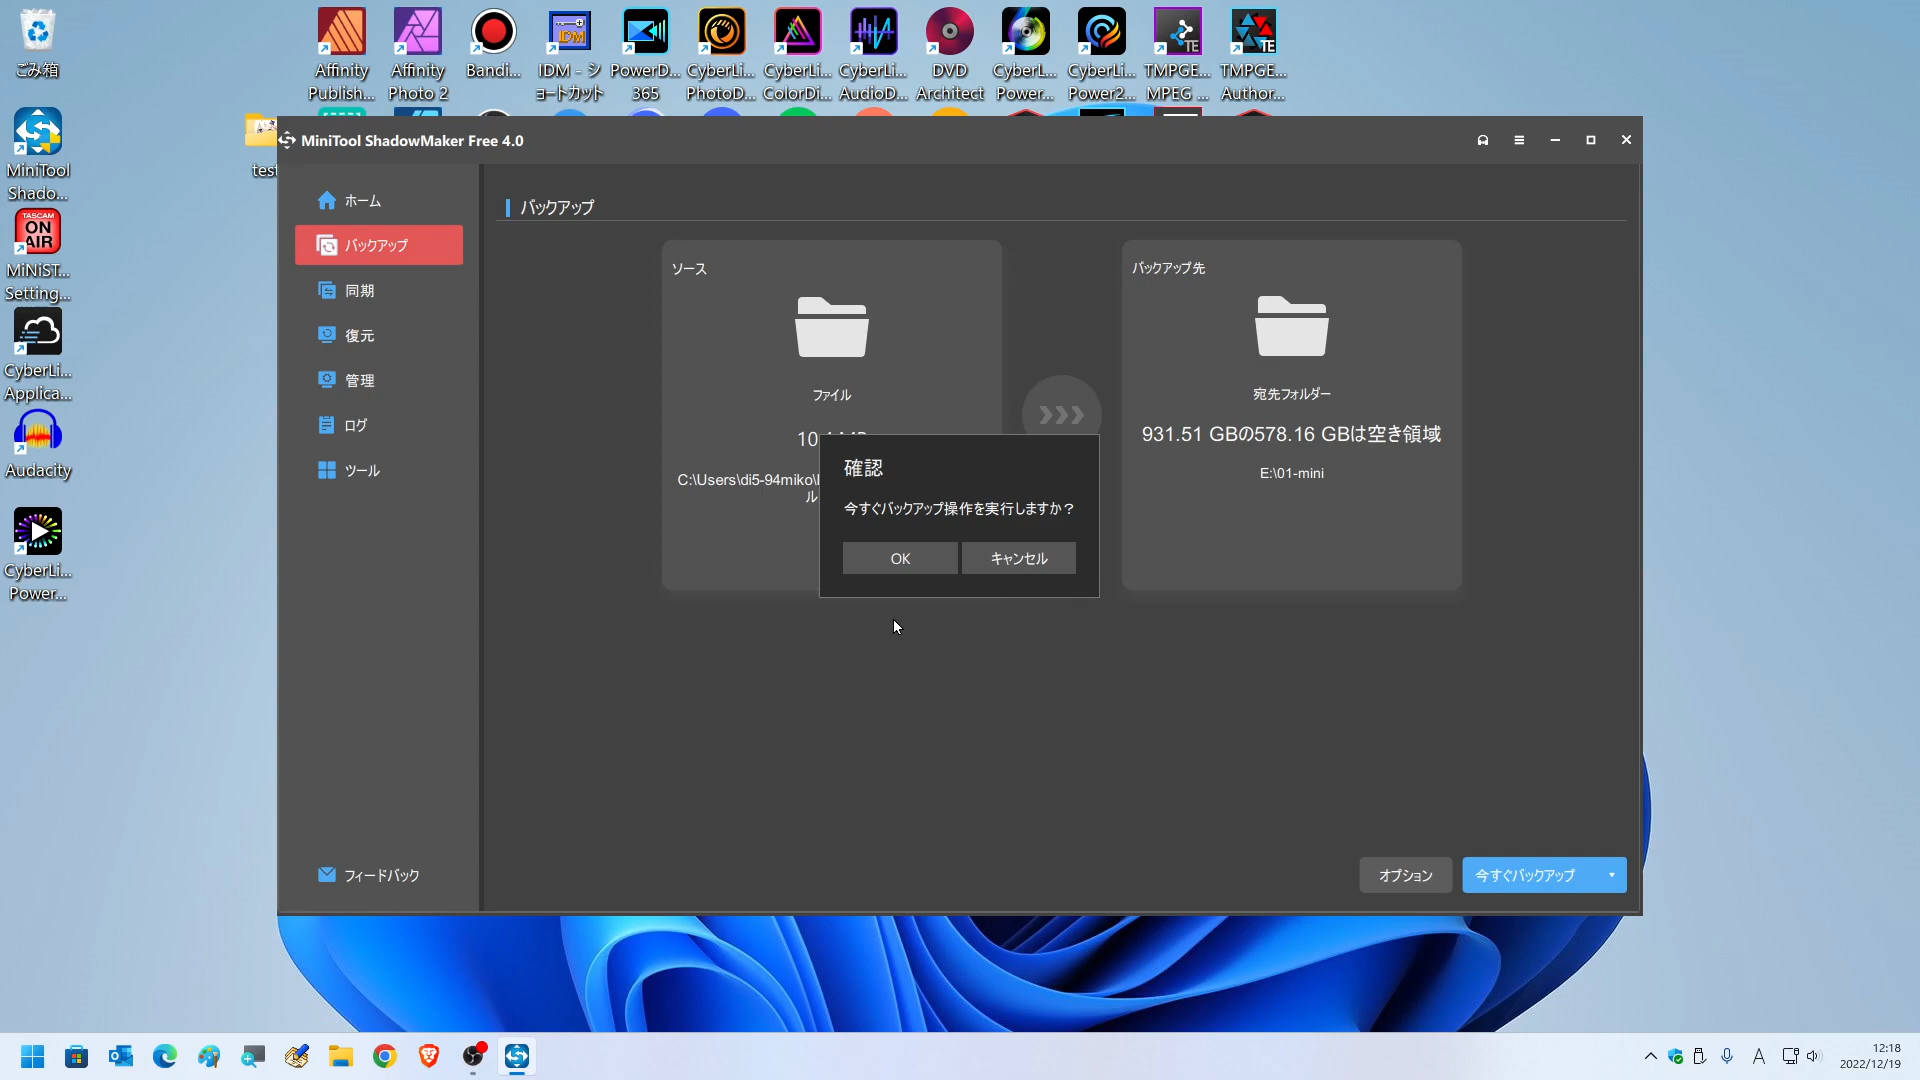 ごみ箱
Affinity
Publish...
Affinity
Photo 2
Bandi...
IDM - シ
ョートカット
PowerD...
365
CyberLi...
PhotoD...
CyberLi...
ColorDi...
CyberLi...
AudioD...
DVD
Architect
CyberL...
Power...
CyberLi...
Power2...
TMPGE...
MPEG ...
TMPGE...
Author...
IDM
TE
TE
MiniTool
Shado...
test
TASCAM
ON
AIR
MiNiST...
Setting...
CyberLi...
Applica...
Audacity
CyberLi...
Power...
MiniTool ShadowMaker Free 4.0
ホーム
バックアップ
同期
復元
管理
ログ
ツール
フィードバック
バックアップ
ソース
ファイル
C:\Users\di5-94miko\
ル
バックアップ先
宛先フォルダー
931.51 GBの578.16 GBは空き領域
E:\01-mini
確認
今すぐバックアップ操作を実行しますか？
OK
キャンセル
オプション
今すぐバックアップ
A
12:18
2022/12/19